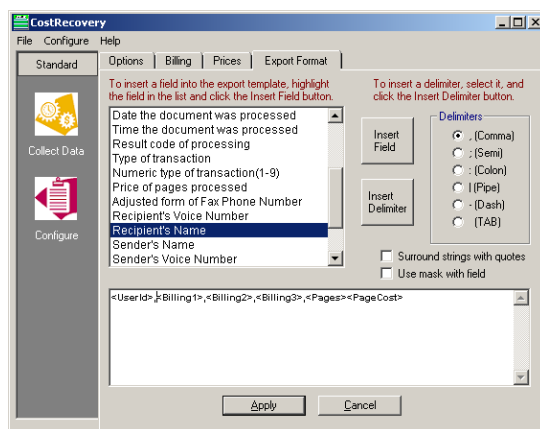 CostRecovery
File Configure Help
Standard
Options Billing Prices Export Format
To insert a field into the export template, highlight
the field in the list and click the Insert Field button.
To insert a delimiter, select it, and
click the Insert Delimiter button.
Date the document was processed
Time the document was processed
Result code of processing
Type of transaction
Numeric type of transaction(1-9)
Price of pages processed
Adjusted form of Fax Phone Number
Recipient's Voice Number
Recipient's Name
Sender's Name
Sender's Voice Number
Insert
Field
Insert
Delimiter
Delimiters
, (Comma)
; (Semi)
: (Colon)
| (Pipe)
- (Dash)
(TAB)
Collect Data
Configure
Surround strings with quotes
Use mask with field
<UserId>,<Billing1>,<Billing2>,<Billing3>,<Pages><PageCost>
Apply Cancel